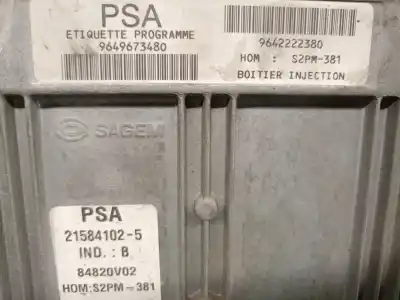 PSA
ETIQUETTE PROGRAMME
9649673480
9642222380
HOM : S2PM-381
BOITIER INJECTION
SAGEM
PSA
21584102-5
IND. : B
84820V02
HOM:S2PM-381